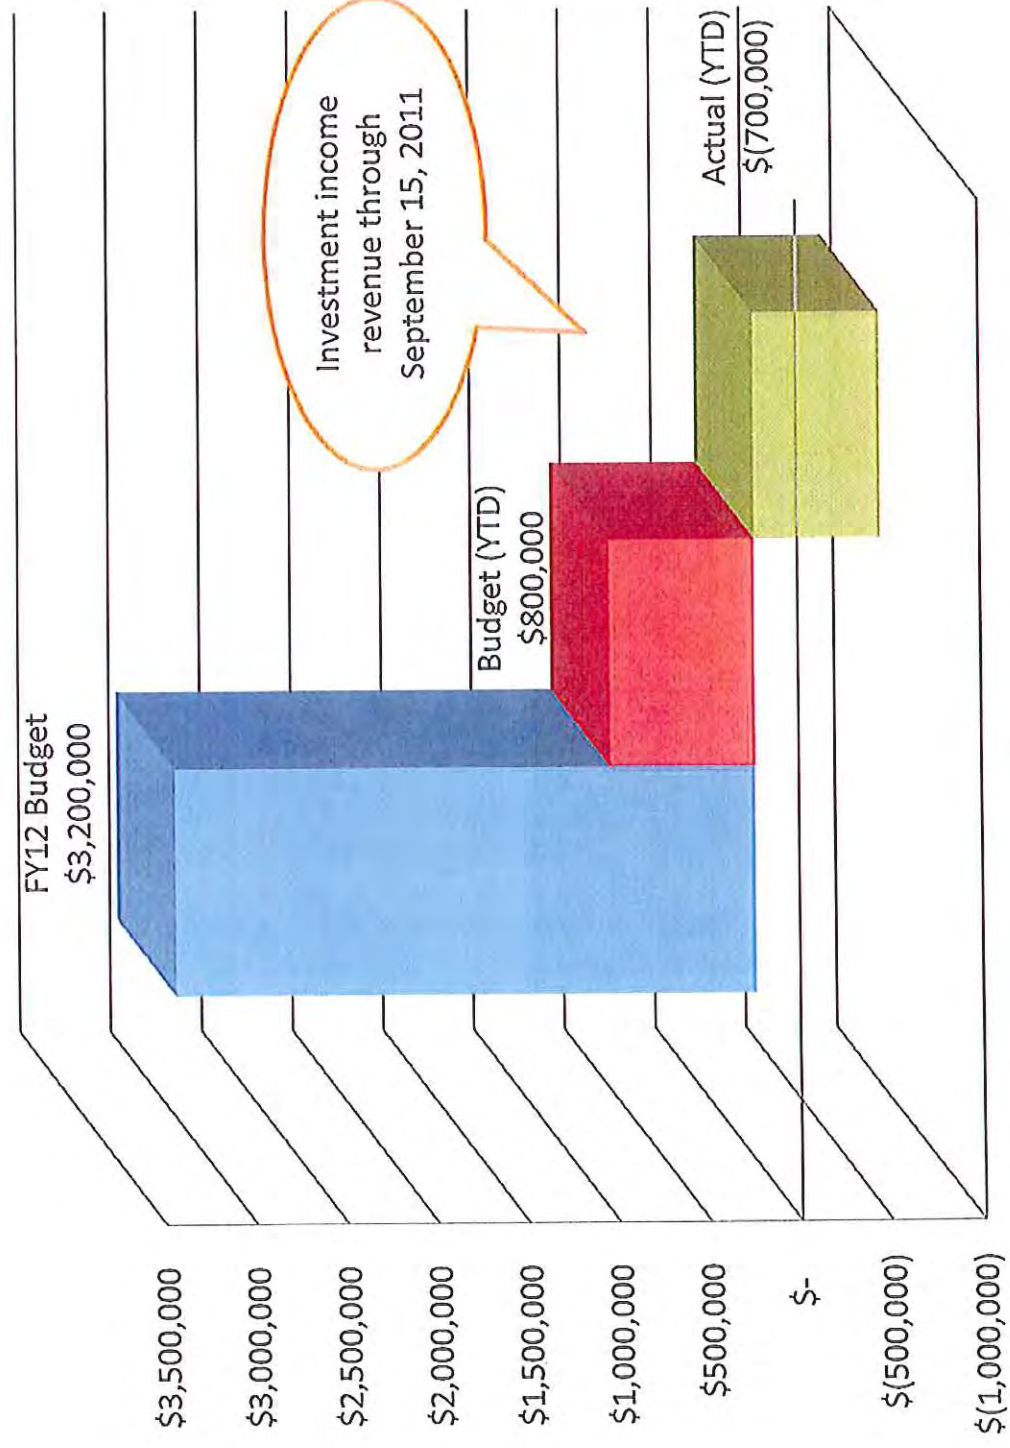 FY12 Budget
$3,200,000
Budget (YTD)
$800,000
Investment income
revenue through
September 15, 2011
Actual (YTD)
$(700,000)
$3,500,000
$3,000,000
$2,500,000
$2,000,000
$1,500,000
$1,000,000
$500,000
$-
$(500,000)
$(1,000,000)